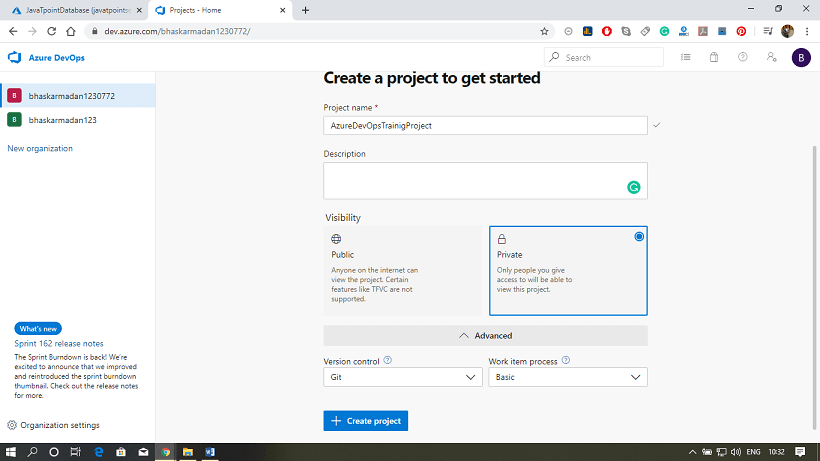 JavaTpointDatabase (javatpointse
Projects - Home
dev.azure.com/bhaskarmadan1230772/
Azure DevOps
Search
B
B bhaskarmadan1230772
B bhaskarmadan123
New organization
What's new
Sprint 162 release notes
The Sprint Burndown is back! We're
excited to announce that we improved
and reintroduced the sprint burndown
thumbnail. Check out the release notes
for more.
Organization settings
Create a project to get started
Project name *
AzureDevOpsTrainigProject
Description
Visibility
Public
Anyone on the internet can
view the project. Certain
features like TFVC are not
supported.
Private
Only people you give
access to will be able to
view this project.
Advanced
Version control
Work item process
Git
Basic
Create project
ENG
10:32